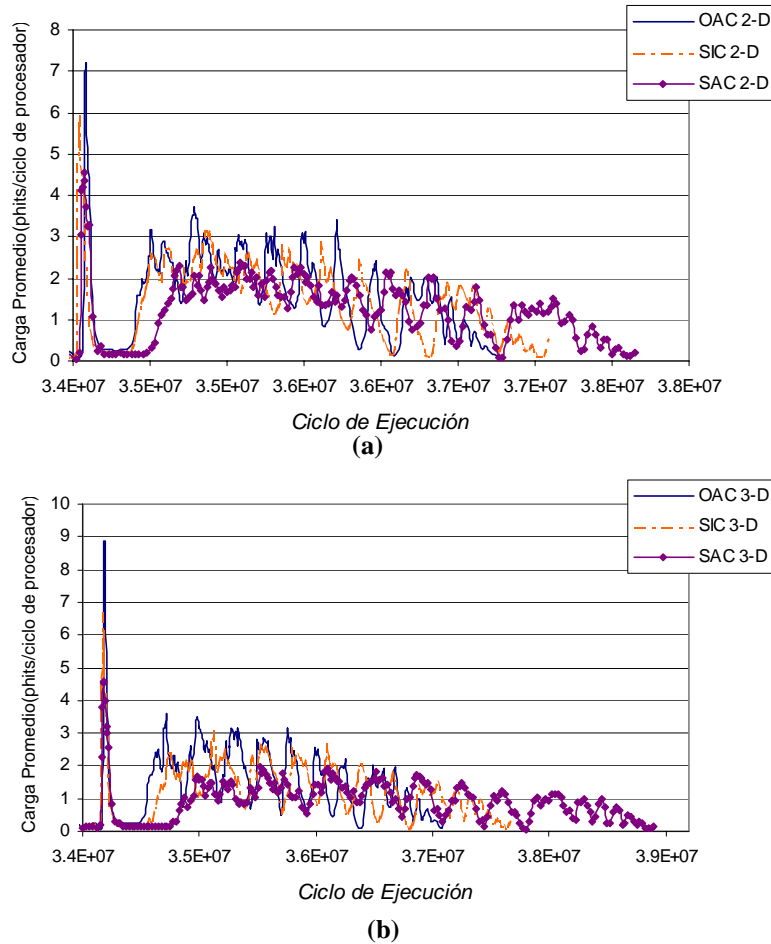 OAC 2-D
SIC 2-D
SAC 2-D
Carga Promedio(phits/ciclo de procesador)
8
7
6
5
4
3
2
1
0
3.4E+07 3.5E+07 3.5E+07 3.6E+07 3.6E+07 3.7E+07 3.7E+07 3.8E+07 3.8E+07
Ciclo de Ejecución
(a)
OAC 3-D
SIC 3-D
SAC 3-D
Carga Promedio(phits/ciclo de procesador)
10
9
8
7
6
5
4
3
2
1
0
3.4E+07 3.5E+07 3.6E+07 3.7E+07 3.8E+07 3.9E+07
Ciclo de Ejecución
(b)